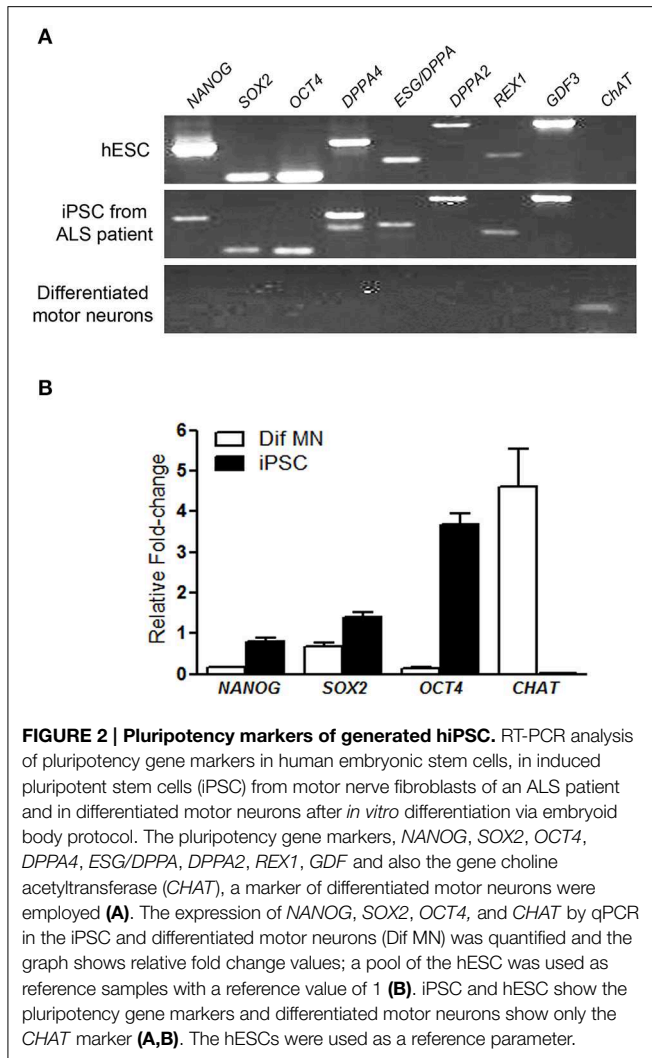 A
NANOG SOX2 OCT4 DPPA4 ESG/DPPA DPPA2 REX1 GDF3 ChAT
hESC
iPSC from
ALS patient
Differentiated
motor neurons
B
Relative Fold-change
6
5
4
3
2
1
0
Dif MN
iPSC
NANOG SOX2 OCT4 CHAT
FIGURE 2 | Pluripotency markers of generated hiPSC. RT-PCR analysis
of pluripotency gene markers in human embryonic stem cells, in induced
pluripotent stem cells (iPSC) from motor nerve fibroblasts of an ALS patient
and in differentiated motor neurons after in vitro differentiation via embryoid
body protocol. The pluripotency gene markers, NANOG, SOX2, OCT4,
DPPA4, ESG/DPPA, DPPA2, REX1, GDF and also the gene choline
acetyltransferase (CHAT), a marker of differentiated motor neurons were
employed (A). The expression of NANOG, SOX2, OCT4, and CHAT by qPCR
in the iPSC and differentiated motor neurons (Dif MN) was quantified and the
graph shows relative fold change values; a pool of the hESC was used as
reference samples with a reference value of 1 (B). iPSC and hESC show the
pluripotency gene markers and differentiated motor neurons show only the
CHAT marker (A,B). The hESCs were used as a reference parameter.